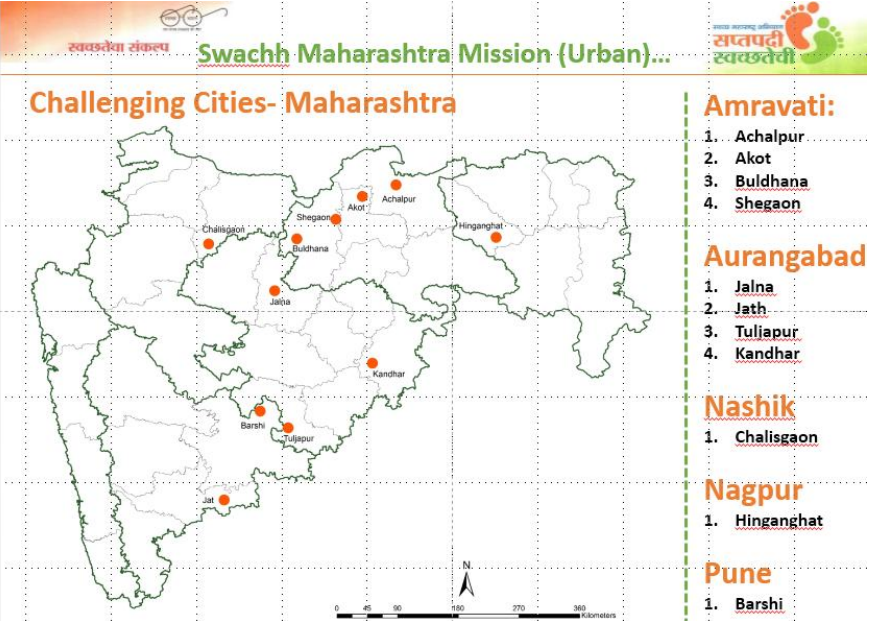 स्वच्छतेचा संकल्प
Swachh Maharashtra Mission (Urban)...
सप्तपदी
स्वच्छतेची
Challenging Cities- Maharashtra
Chalisgaon
Shegaon
Akot
Achalpur
Buldhana
Hinganghat
Jalna
Kandhar
Barshi
Tuljapur
Jat
N
0 45 90 180 270 360
Kilometers
Amravati:
1. Achalpur
2. Akot
3. Buldhana
4. Shegaon
Aurangabad
1. Jalna
2. Jath
3. Tuljapur
4. Kandhar
Nashik
1. Chalisgaon
Nagpur
1. Hinganghat
Pune
1. Barshi